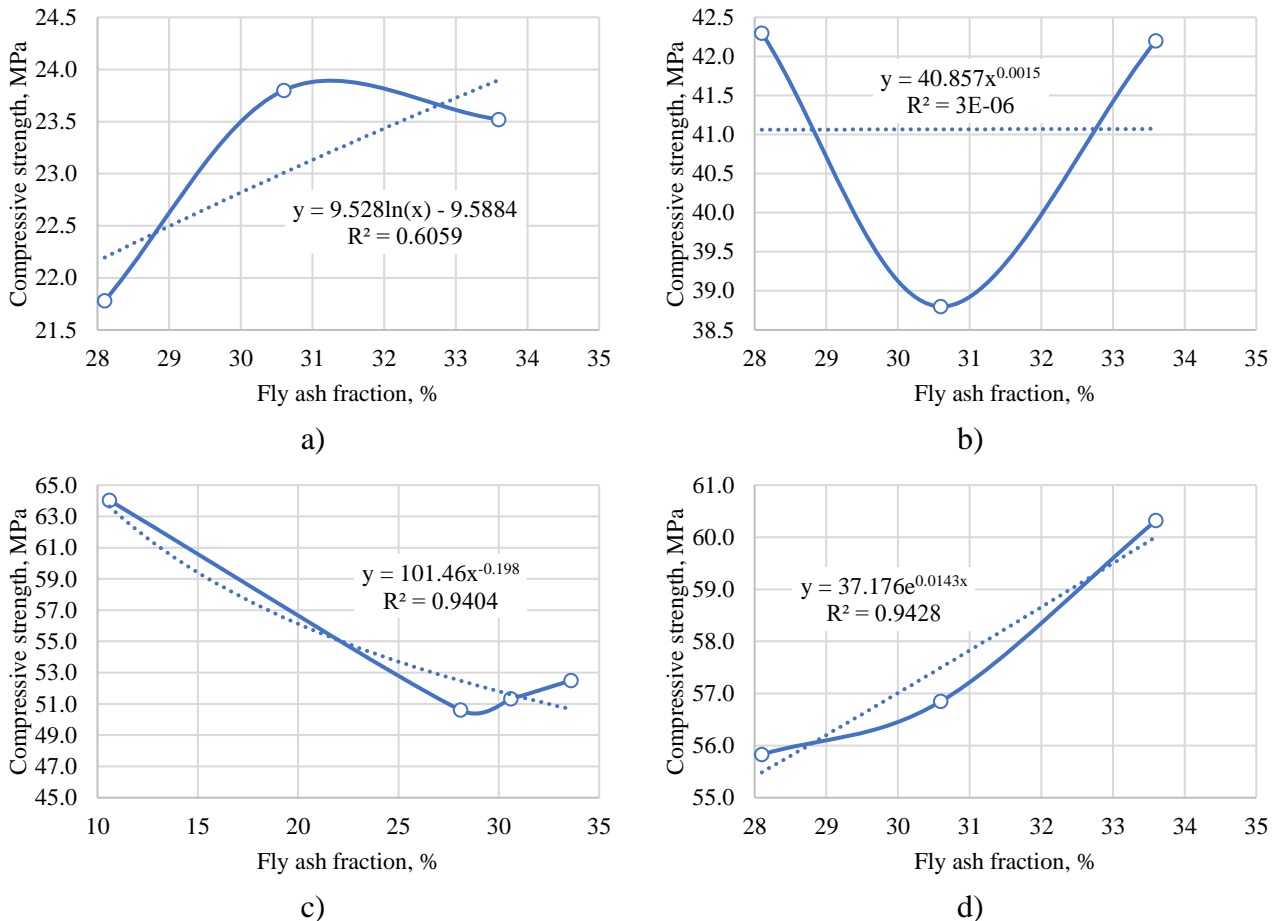 Compressive strength, MPa
24.5
24.0
23.5
23.0
22.5
22.0
21.5
y = 9.528ln(x) - 9.5884
R² = 0.6059
28 29 30 31 32 33 34 35
Fly ash fraction, %
a)
Compressive strength, MPa
42.5
42.0
41.5
41.0
40.5
40.0
39.5
39.0
38.5
y = 40.857x^0.0015
R² = 3E-06
28 29 30 31 32 33 34 35
Fly ash fraction, %
b)
Compressive strength, MPa
65.0
63.0
61.0
59.0
57.0
55.0
53.0
51.0
49.0
47.0
45.0
y = 101.46x^-0.198
R² = 0.9404
10 15 20 25 30 35
Fly ash fraction, %
c)
Compressive strength, MPa
61.0
60.0
59.0
58.0
57.0
56.0
55.0
y = 37.176e^0.0143x
R² = 0.9428
28 29 30 31 32 33 34 35
Fly ash fraction, %
d)